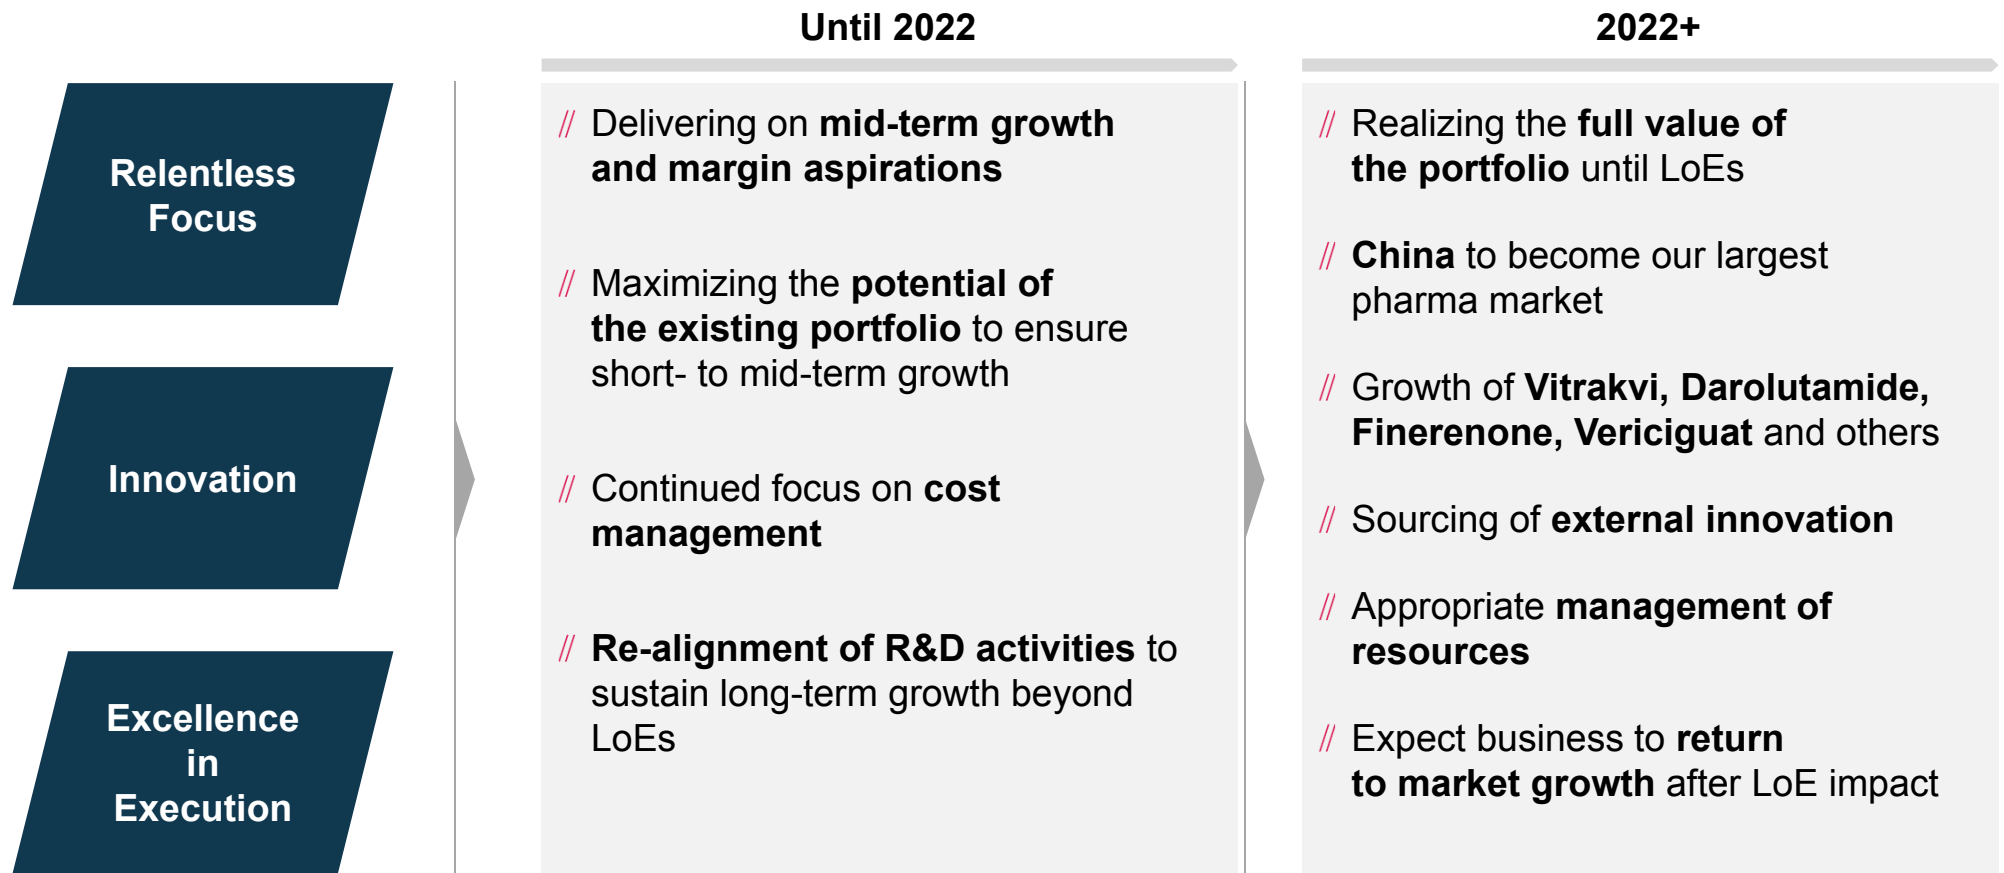 Until 2022
2022+
Relentless
Focus
Innovation
Excellence
in
Execution
// Delivering on mid-term growth
and margin aspirations
// Maximizing the potential of
the existing portfolio to ensure
short- to mid-term growth
// Continued focus on cost
management
// Re-alignment of R&D activities to
sustain long-term growth beyond
LoEs
// Realizing the full value of
the portfolio until LoEs
// China to become our largest
pharma market
// Growth of Vitrakvi, Darolutamide,
Finerenone, Vericiguat and others
// Sourcing of external innovation
// Appropriate management of
resources
// Expect business to return
to market growth after LoE impact